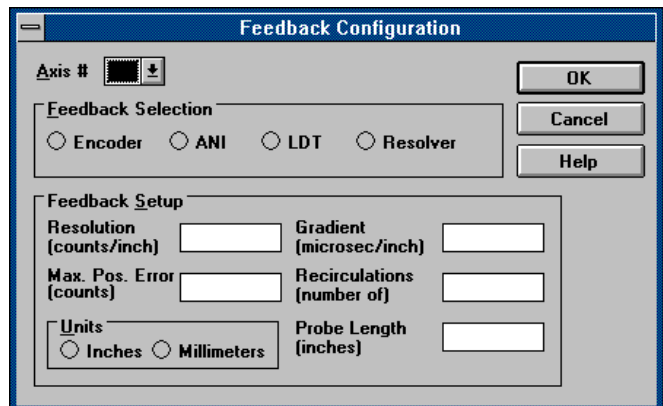 Feedback Configuration
Axis #
OK
Cancel
Help
Feedback Selection
Encoder ANI LDT Resolver
Feedback Setup
Resolution
(counts/inch)
Gradient
(microsec/inch)
Max. Pos. Error
(counts)
Recirculations
(number of)
Units
Inches Millimeters
Probe Length
(inches)